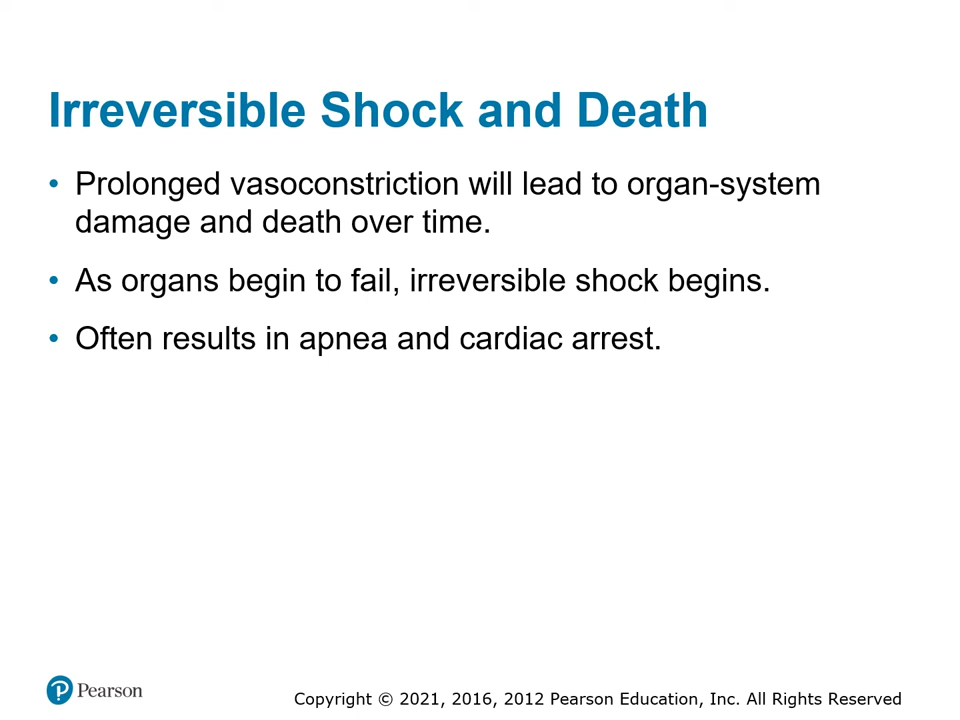 Irreversible Shock and Death
• Prolonged vasoconstriction will lead to organ-system
damage and death over time.
• As organs begin to fail, irreversible shock begins.
• Often results in apnea and cardiac arrest.
Pearson
Copyright © 2021, 2016, 2012 Pearson Education, Inc. All Rights Reserved